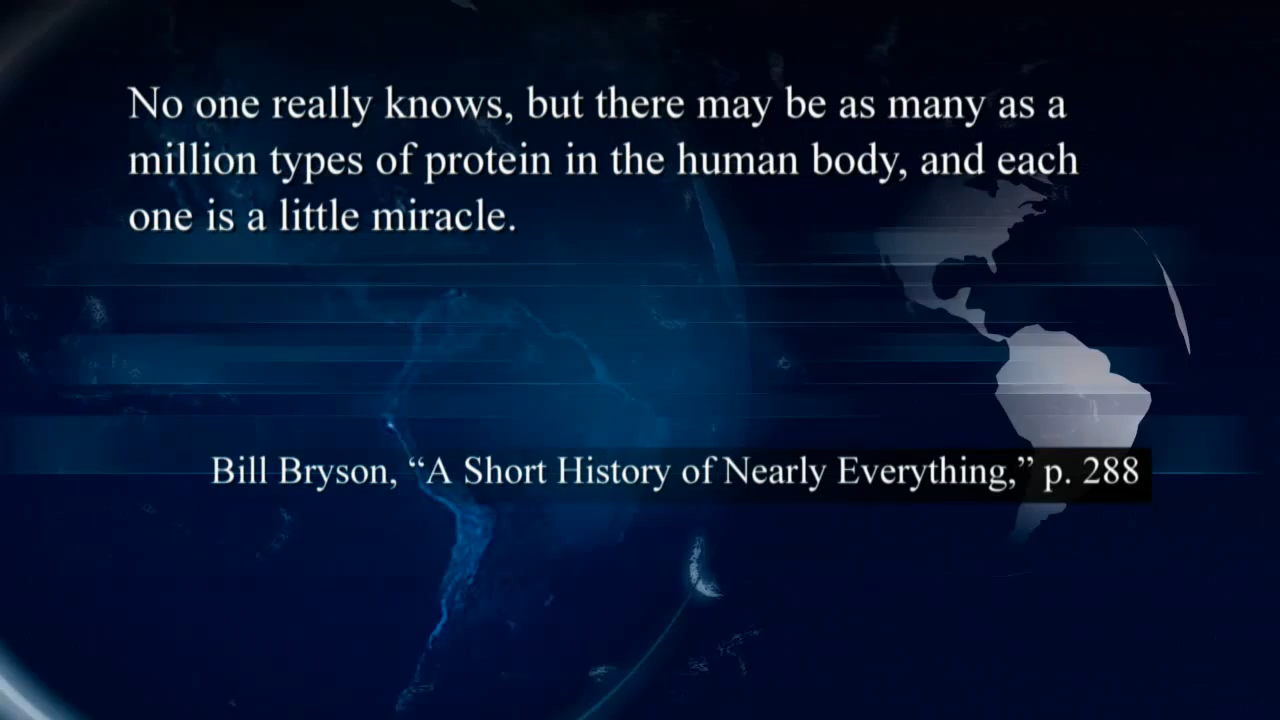 No one really knows, but there may be as many as a
million types of protein in the human body, and each
one is a little miracle.
Bill Bryson, “A Short History of Nearly Everything,” p. 288